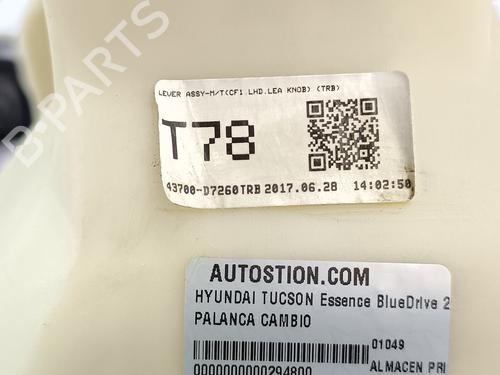 LEVER ASSY-M/T(CF1.LHD.LEA KNOB) (TRB)
T78
43700-D7260TRB 2017.06.28 14:02:50
B-PARTS
AUTOSTION.COM
HYUNDAI TUCSON Essence BlueDrive 2
PALANCA CAMBIO
01049
ALMACEN PRI
0000000000294800